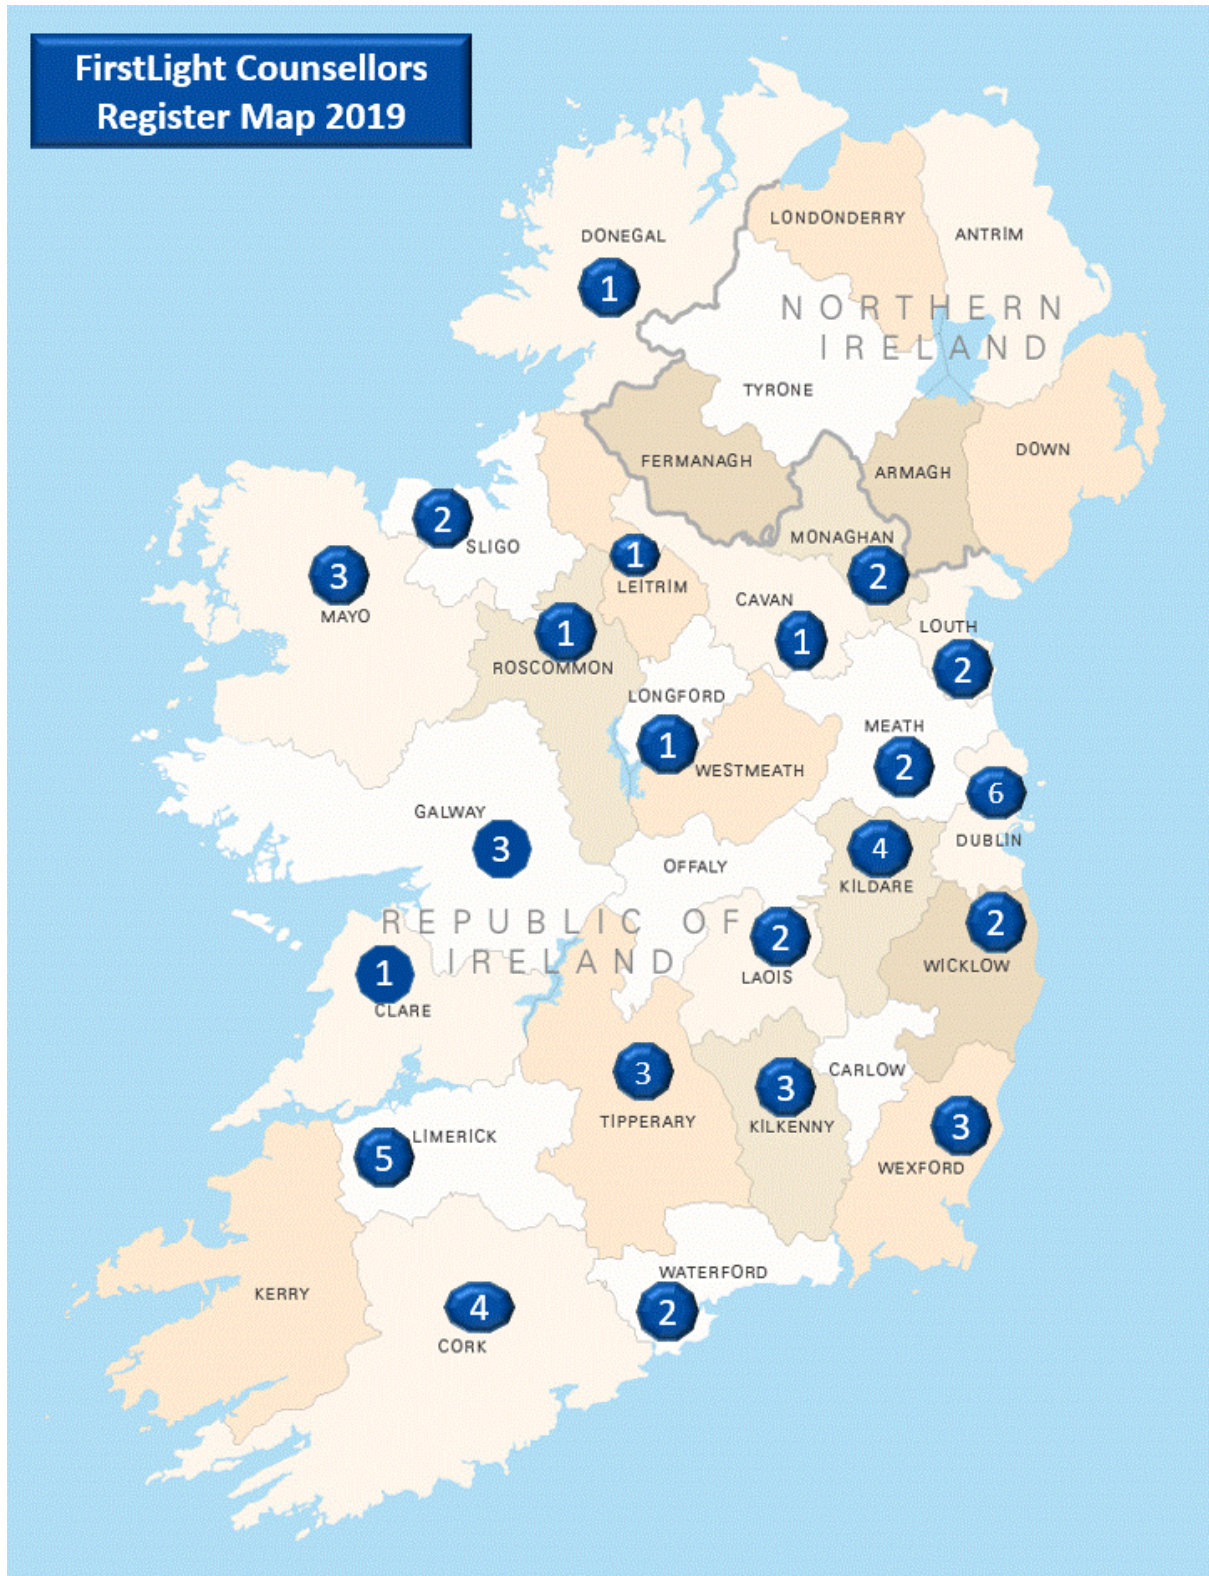 FirstLight Counsellors
Register Map 2019
LONDONDERRY
ANTRIM
DONEGAL
1
NORTHERN
IRELAND
TYRONE
FERMANAGH
ARMAGH
DOWN
MONAGHAN
2
2
SLIGO
3
MAYO
1
LEITRIM
CAVAN
1
LOUTH
2
1
ROSCOMMON
LONGFORD
1
WESTMEATH
MEATH
2
6
DUBLIN
GALWAY
3
OFFALY
4
KILDARE
REPUBLIC OF
IRELAND
2
LAOIS
2
WICKLOW
1
CLARE
3
TIPPERARY
3
KILKENNY
CARLOW
3
WEXFORD
LIMERICK
5
KERRY
4
CORK
WATERFORD
2